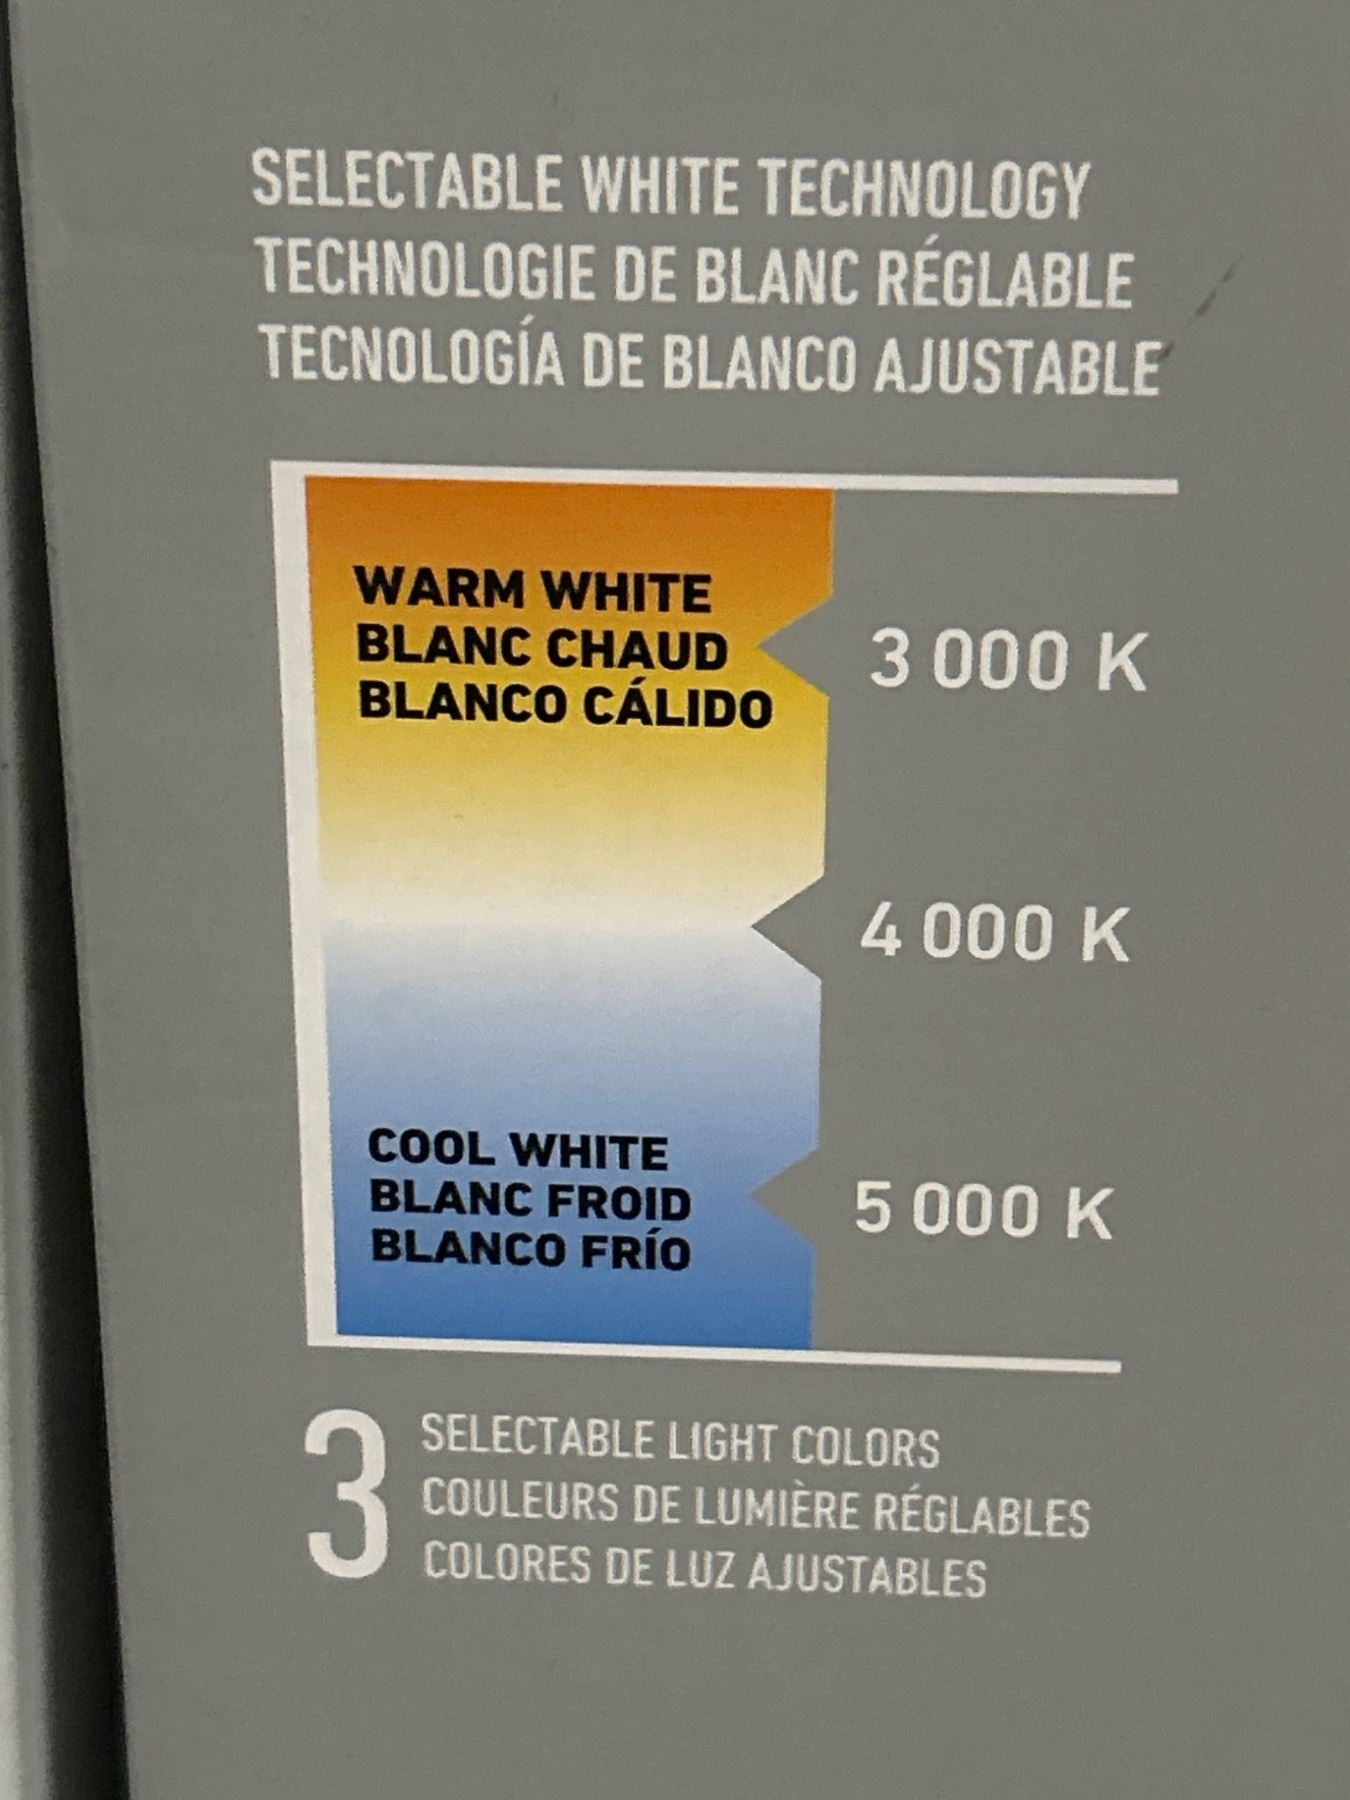 SELECTABLE WHITE TECHNOLOGY
TECHNOLOGIE DE BLANC RÉGLABLE
TECNOLOGÍA DE BLANCO AJUSTABLE
WARM WHITE
BLANC CHAUD
BLANCO CÁLIDO
3 000 K
4 000 K
COOL WHITE
BLANC FROID
BLANCO FRÍO
5 000 K
3
SELECTABLE LIGHT COLORS
COULEURS DE LUMIÈRE RÉGLABLES
COLORES DE LUZ AJUSTABLES